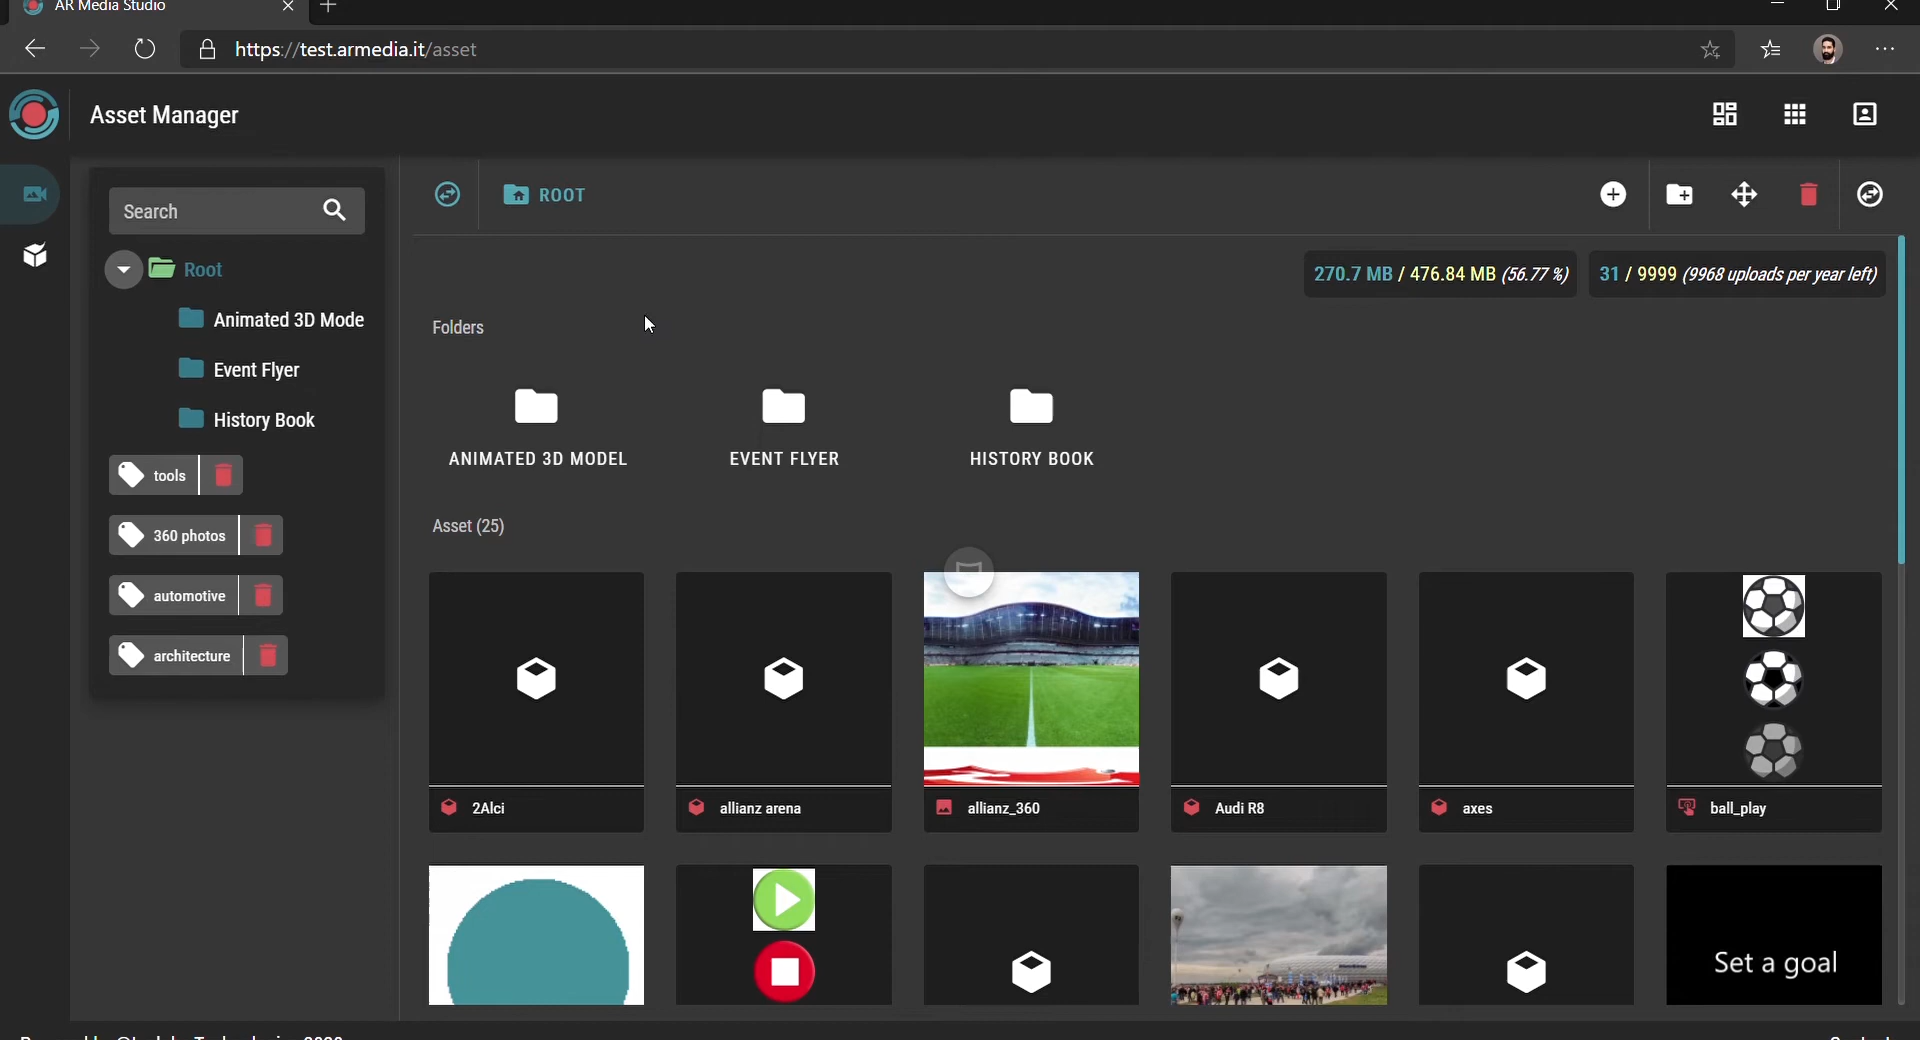 AR Media Studio
https://test.armedia.it/asset
Asset Manager
Search
ROOT
270.7 MB / 476.84 MB (56.77 %)
31 / 9999 (9968 uploads per year left)
Root
Animated 3D Mode
Event Flyer
History Book
tools
360 photos
automotive
architecture
Folders
ANIMATED 3D MODEL
EVENT FLYER
HISTORY BOOK
Asset (25)
2Alci
allianz arena
allianz_360
Audi R8
axes
ball_play
Set a goal